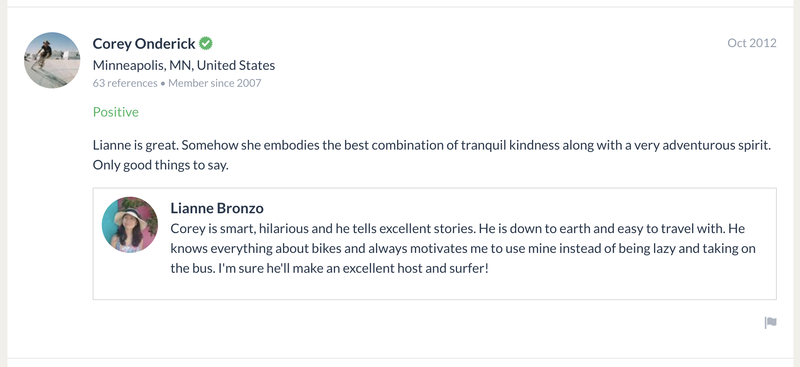 Corey Onderick
Oct 2012
Minneapolis, MN, United States
63 references • Member since 2007
Positive
Lianne is great. Somehow she embodies the best combination of tranquil kindness along with a very adventurous spirit.
Only good things to say.
Lianne Bronzo
Corey is smart, hilarious and he tells excellent stories. He is down to earth and easy to travel with. He
knows everything about bikes and always motivates me to use mine instead of being lazy and taking on
the bus. I'm sure he'll make an excellent host and surfer!